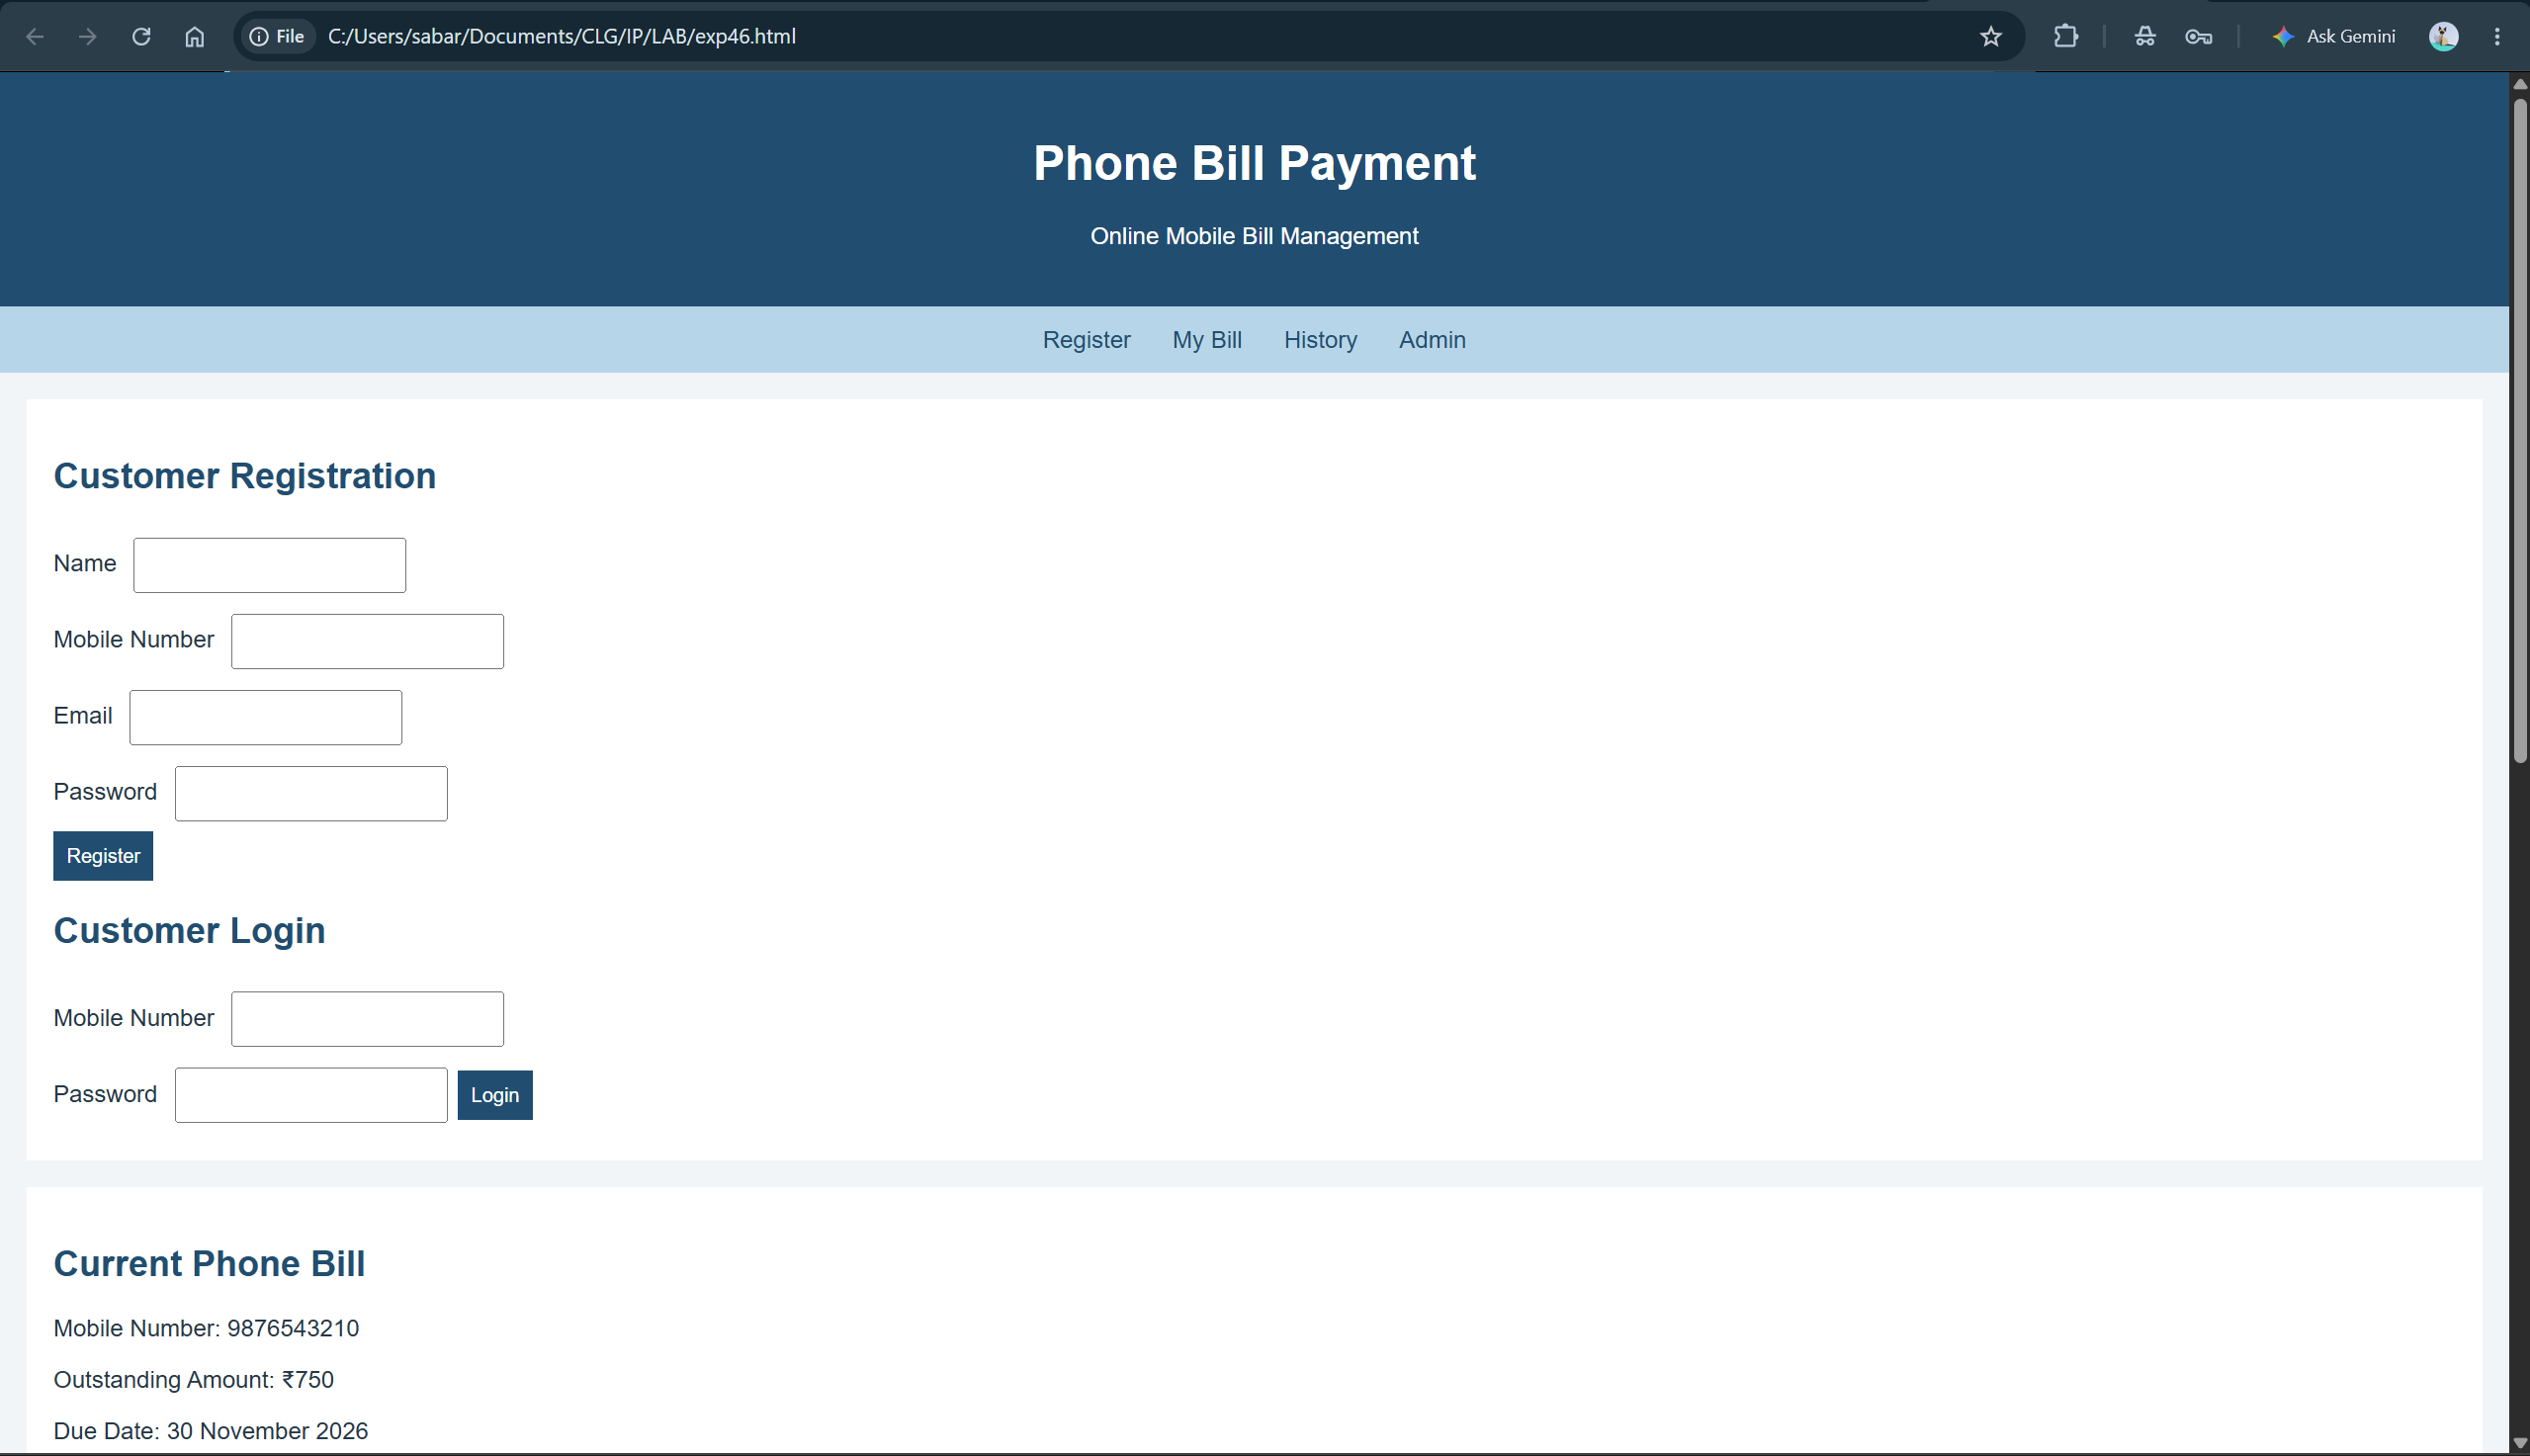 File C:/Users/sabar/Documents/CLG/IP/LAB/exp46.html Ask Gemini
Phone Bill Payment
Online Mobile Bill Management
Register My Bill History Admin
Customer Registration
Name
Mobile Number
Email
Password
Register
Customer Login
Mobile Number
Password Login
Current Phone Bill
Mobile Number: 9876543210
Outstanding Amount: ₹750
Due Date: 30 November 2026